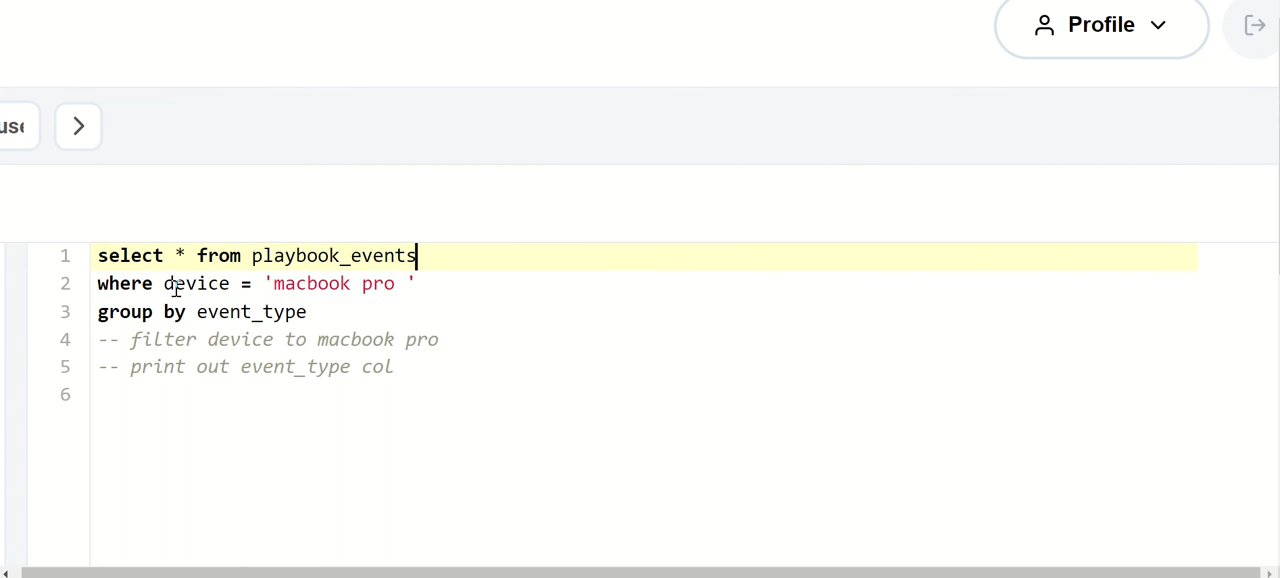 Profile
1 select * from playbook_events
2 where device = 'macbook pro '
3 group by event_type
4 -- filter device to macbook pro
5 -- print out event_type col
6